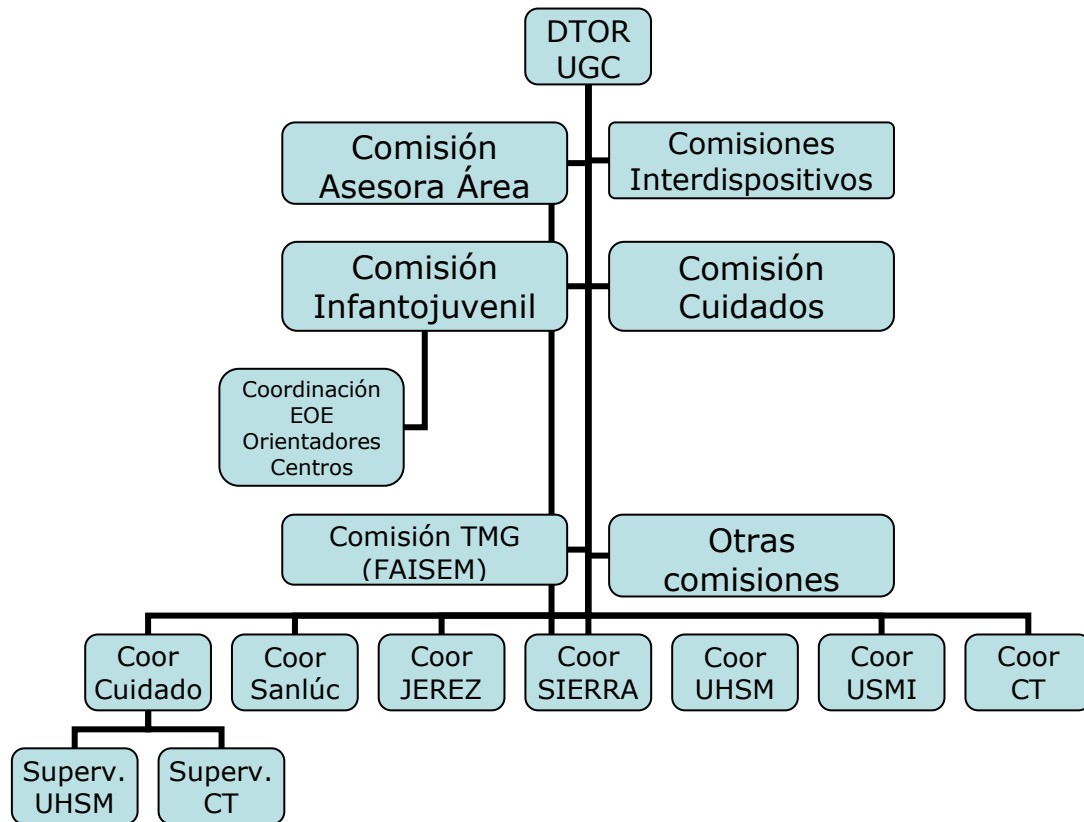 DTOR
UGC
Comisión
Asesora Área
Comisiones
Interdispositivos
Comisión
Infantojuvenil
Comisión
Cuidados
Coordinación
EOE
Orientadores
Centros
Comisión TMG
(FAISEM)
Otras
comisiones
Coor
Cuidado
Coor
Sanlúc
Coor
JEREZ
Coor
SIERRA
Coor
UHSM
Coor
USMI
Coor
CT
Superv.
UHSM
Superv.
CT